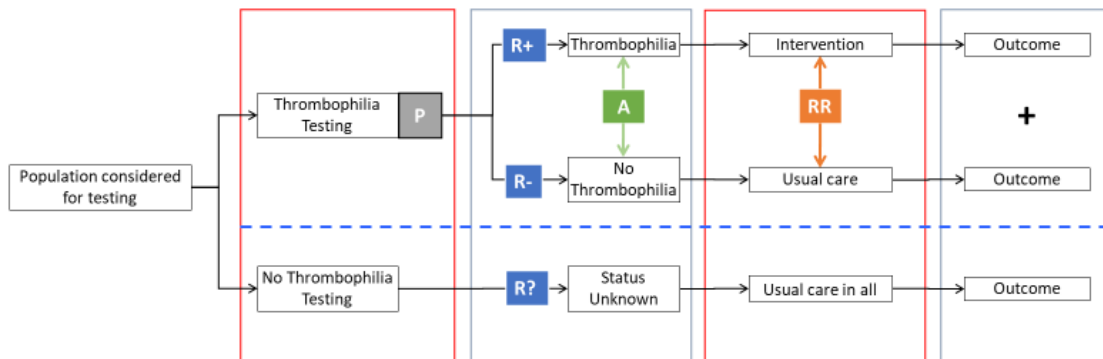 R+
Thrombophilia
Intervention
Outcome
Thrombophilia
Testing
P
A
RR
+
Population considered
for testing
R-
No
Thrombophilia
Usual care
Outcome
No Thrombophilia
Testing
R?
Status
Unknown
Usual care in all
Outcome